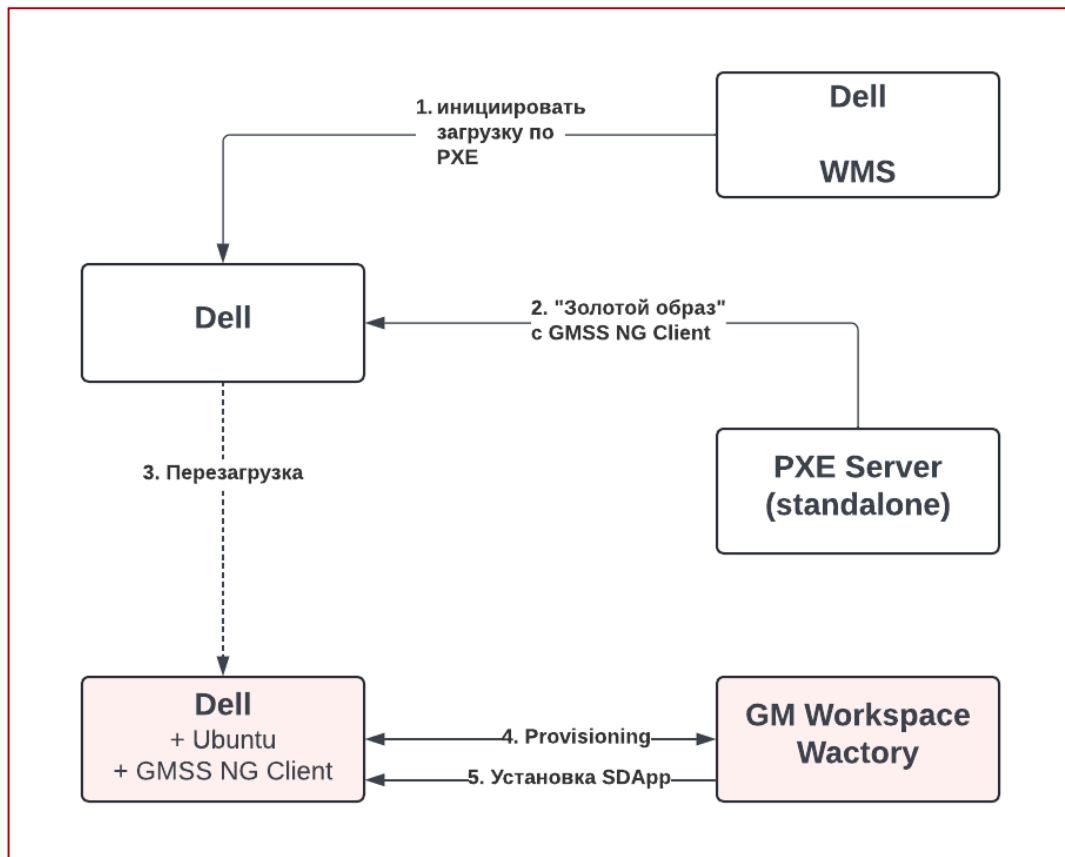 Dell
WMS
1. инициировать
загрузку по
PXE
Dell
2. "Золотой образ"
с GMSS NG Client
PXE Server
(standalone)
3. Перезагрузка
Dell
+ Ubuntu
+ GMSS NG Client
4. Provisioning
5. Установка SDApp
GM Workspace
Wactory